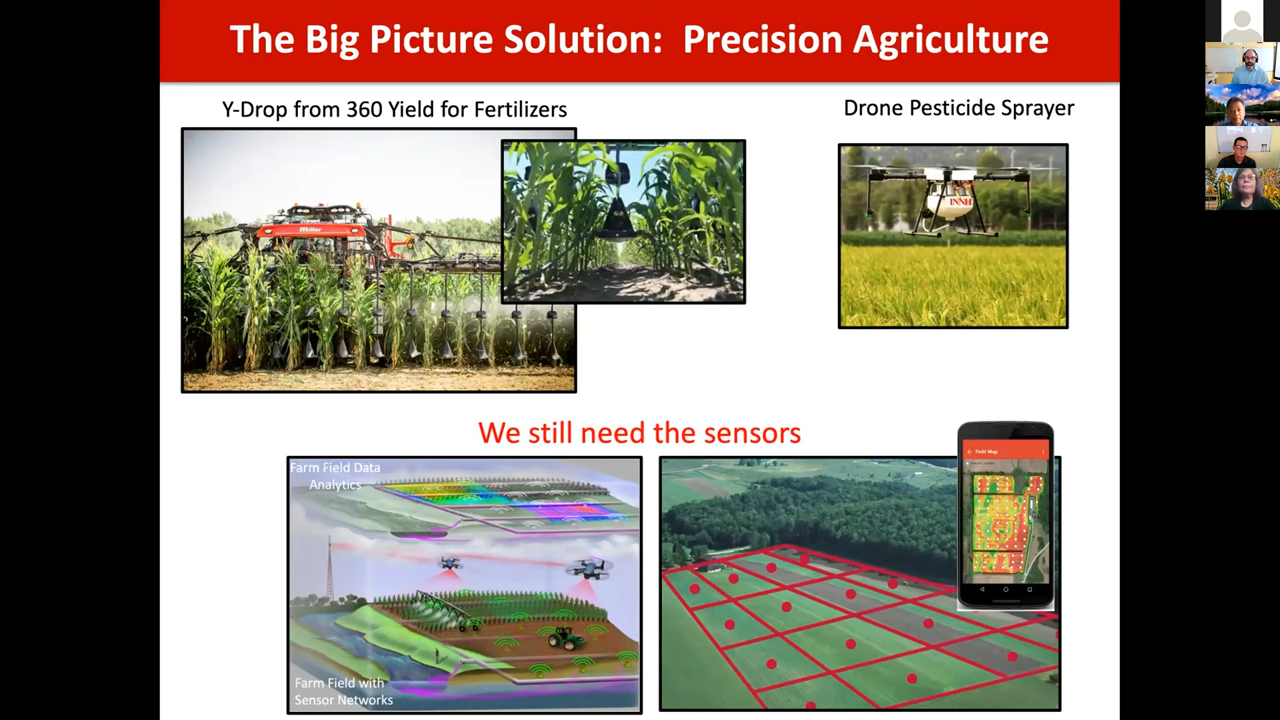 The Big Picture Solution:  Precision Agriculture
Y-Drop from 360 Yield for Fertilizers
Drone Pesticide Sprayer
Miller
INNH
We still need the sensors
Farm Field Data
Analytics
Field Map
Farm Field with
Sensor Networks